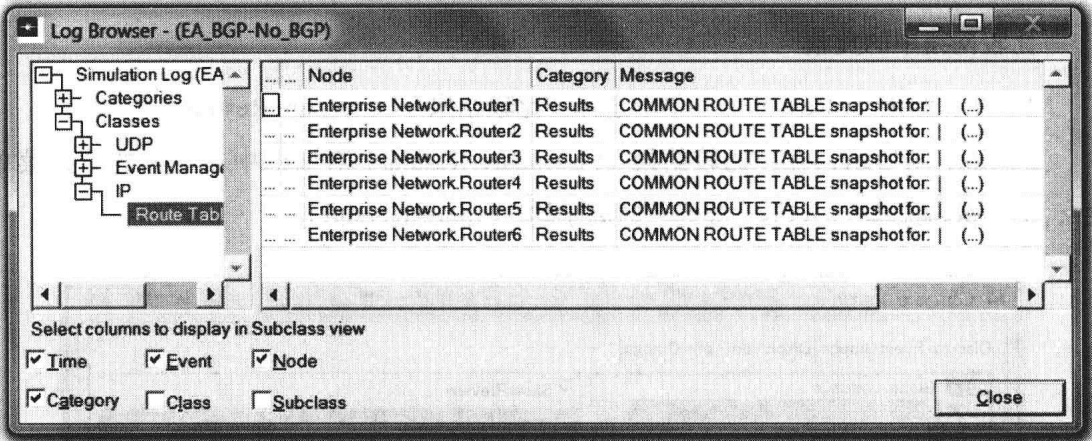 Log Browser - (EA_BGP-No_BGP)
Simulation Log (EA
Categories
Classes
UDP
Event Manage
IP
Route Tabl
... ... Node Category Message
... Enterprise Network.Router1 Results COMMON ROUTE TABLE snapshot for: | (...)
... ... Enterprise Network.Router2 Results COMMON ROUTE TABLE snapshot for: | (...)
... ... Enterprise Network.Router3 Results COMMON ROUTE TABLE snapshot for: | (...)
... ... Enterprise Network.Router4 Results COMMON ROUTE TABLE snapshot for: | (...)
... ... Enterprise Network.Router5 Results COMMON ROUTE TABLE snapshot for: | (...)
... ... Enterprise Network.Router6 Results COMMON ROUTE TABLE snapshot for: | (...)
Select columns to display in Subclass view
Time Event Node
Category Class Subclass
Close